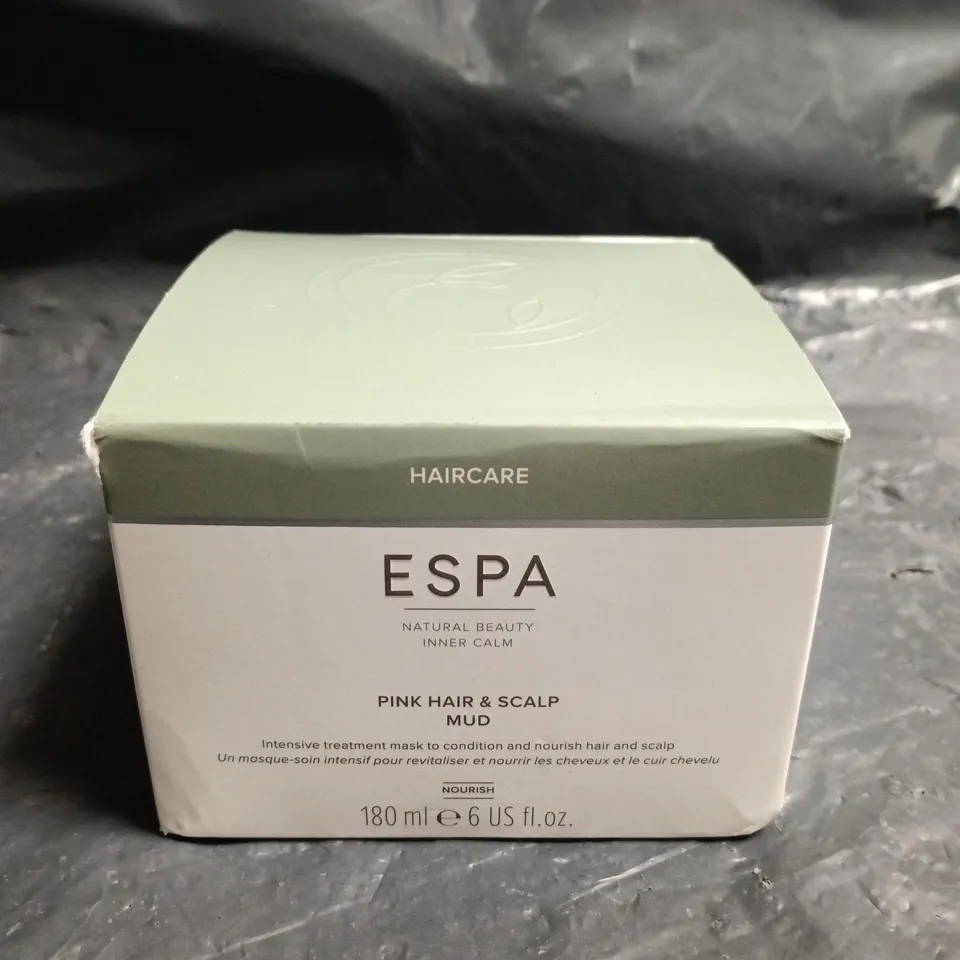 HAIRCARE
ESPA
NATURAL BEAUTY
INNER CALM
PINK HAIR & SCALP
MUD
Intensive treatment mask to condition and nourish hair and scalp
Un masque-soin intensif pour revitaliser et nourrir les cheveux et le cuir chevelu
NOURISH
180 ml ℮ 6 US fl.oz.